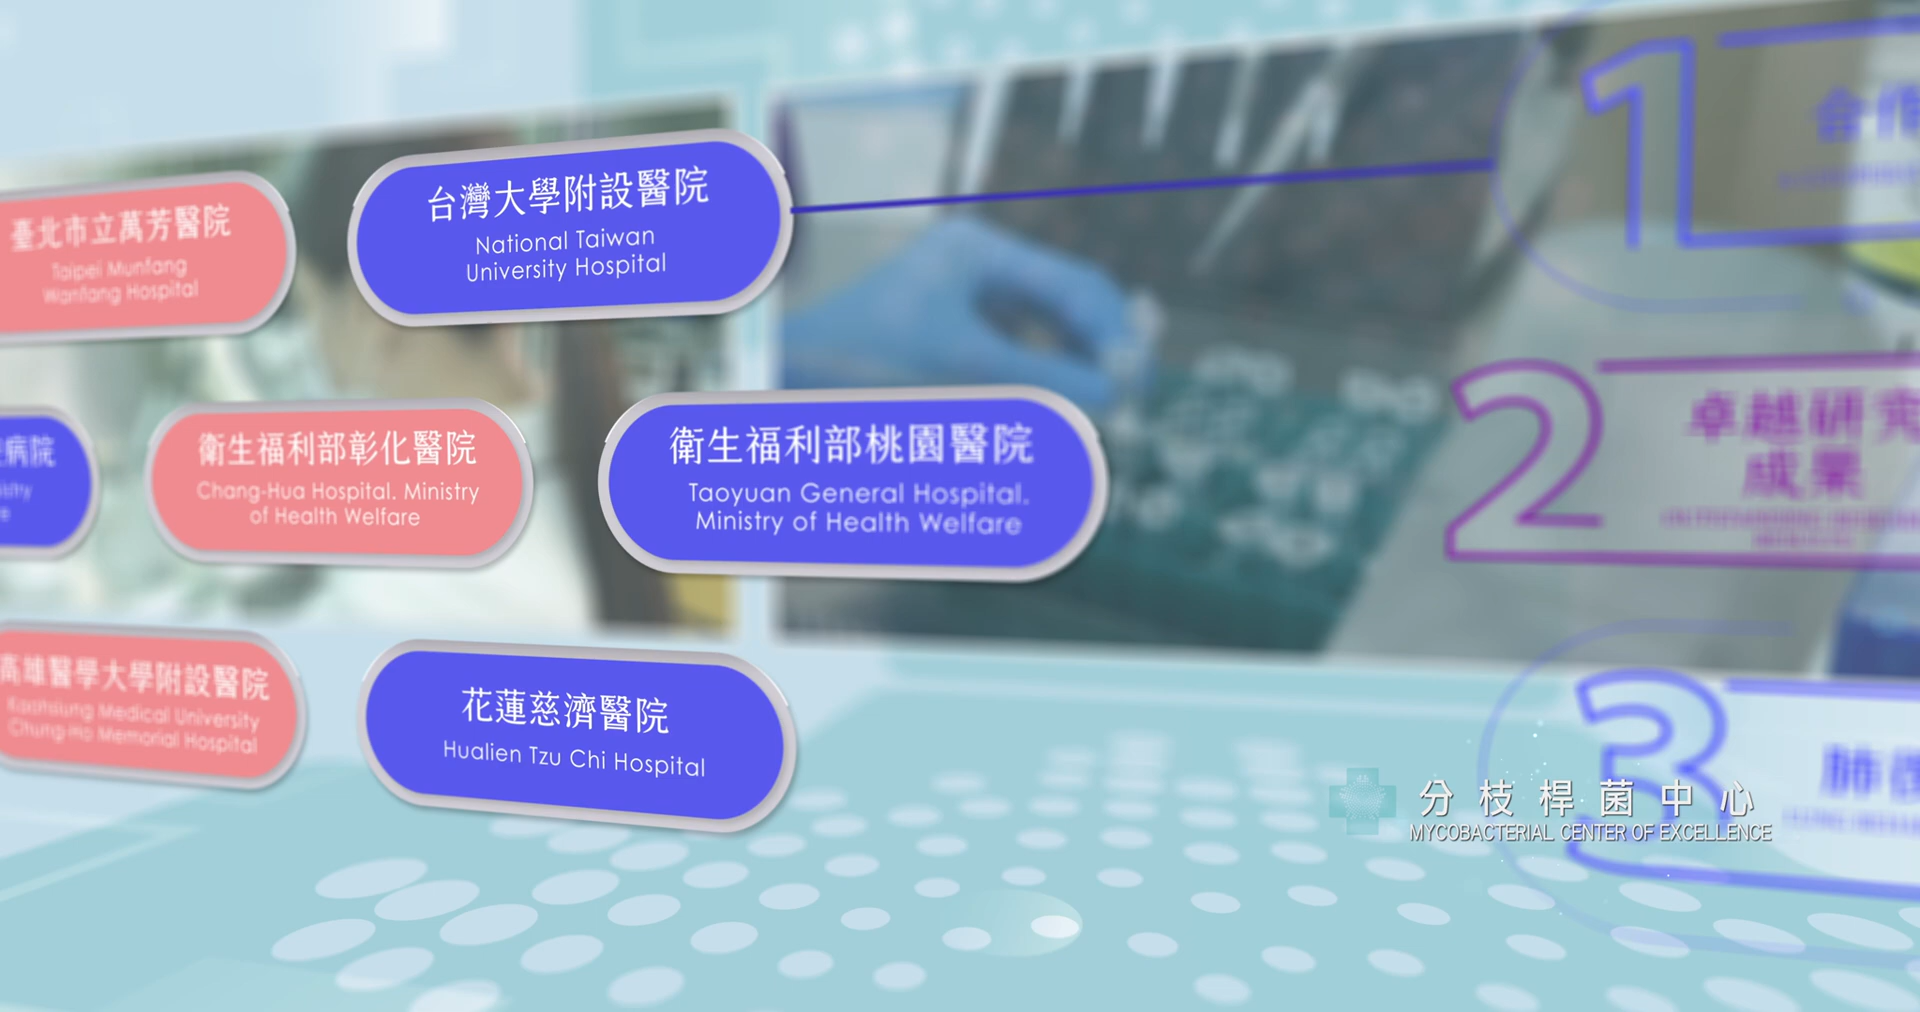 臺北市立萬芳醫院
Taipei Munfang
Wanfang Hospital
台灣大學附設醫院
National Taiwan
University Hospital
1
病院
衛生福利部彰化醫院
Chang-Hua Hospital. Ministry
of Health Welfare
衛生福利部桃園醫院
Taoyuan General Hospital.
Ministry of Health Welfare
2
卓越研究
成果
高雄醫學大學附設醫院
Kaohsiung Medical University
Chung-Ho Memorial Hospital
花蓮慈濟醫院
Hualien Tzu Chi Hospital
3
分枝桿菌中心
MYCOBACTERIAL CENTER OF EXCELLENCE